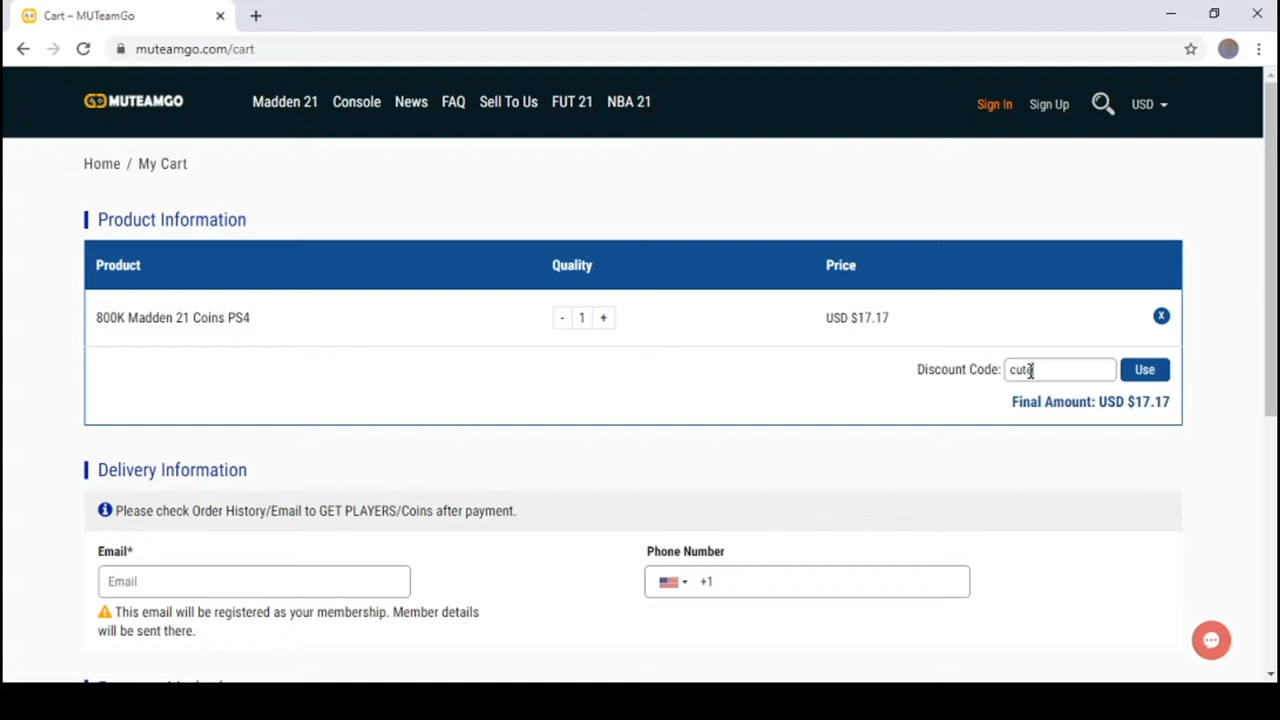 Cart – MUTeamGo
muteamgo.com/cart
MUTEAMGO Madden 21 Console News FAQ Sell To Us FUT 21 NBA 21 Sign In Sign Up USD
Home / My Cart
Product Information
Product Quality Price
800K Madden 21 Coins PS4 - 1 + USD $17.17 X
Discount Code: cute Use
Final Amount: USD $17.17
Delivery Information
Please check Order History/Email to GET PLAYERS/Coins after payment.
Email* Phone Number
Email +1
This email will be registered as your membership. Member details
will be sent there.